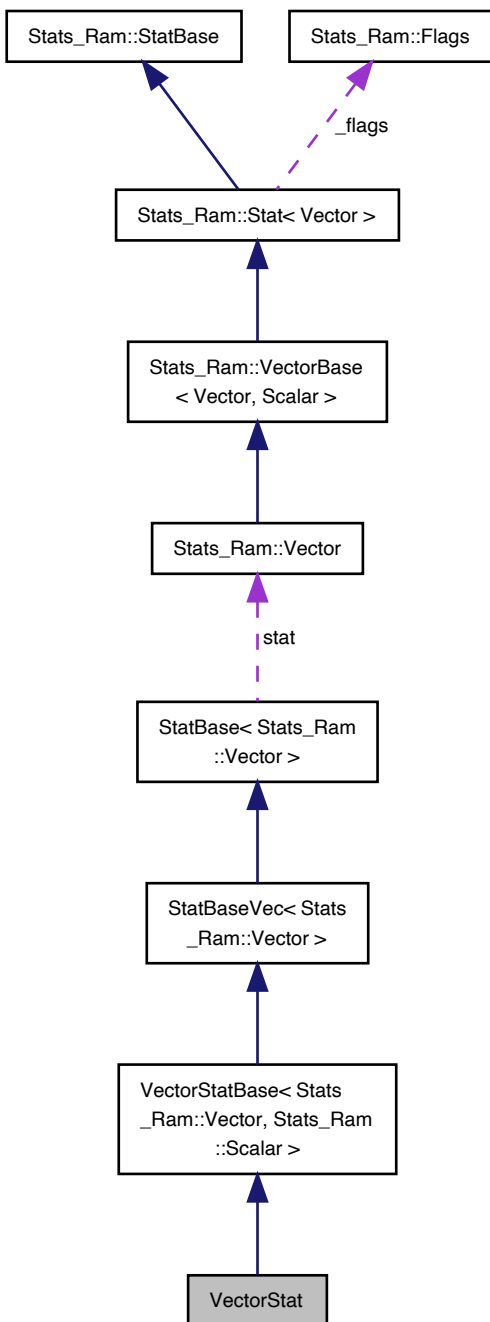 Stats_Ram::StatBase
Stats_Ram::Flags
_flags
Stats_Ram::Stat< Vector >
Stats_Ram::VectorBase
< Vector, Scalar >
Stats_Ram::Vector
stat
StatBase< Stats_Ram
::Vector >
StatBaseVec< Stats
_Ram::Vector >
VectorStatBase< Stats
_Ram::Vector, Stats_Ram
::Scalar >
VectorStat